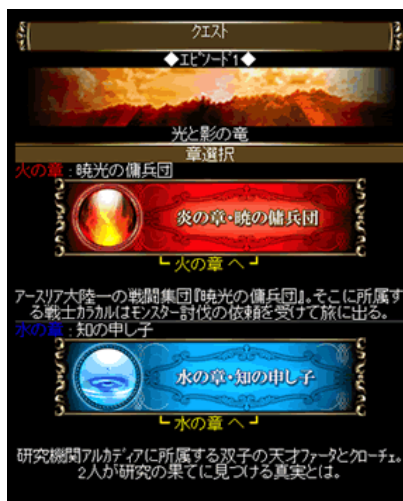 クエスト
◆エピソード1◆
光と影の竜
章選択
火の章:暁光の傭兵団
炎の章・暁の傭兵団
┗火の章 へ┛
アースリア大陸一の戦闘集団『暁光の傭兵団』。そこに所属す
る戦士カラカルはモンスター討伐の依頼を受けて旅に出る。
水の章:知の申し子
水の章・知の申し子
┗水の章 へ┛
研究機関アルカディアに所属する双子の天才ファータとクローチェ。
2人が研究の果てに見つける真実とは。